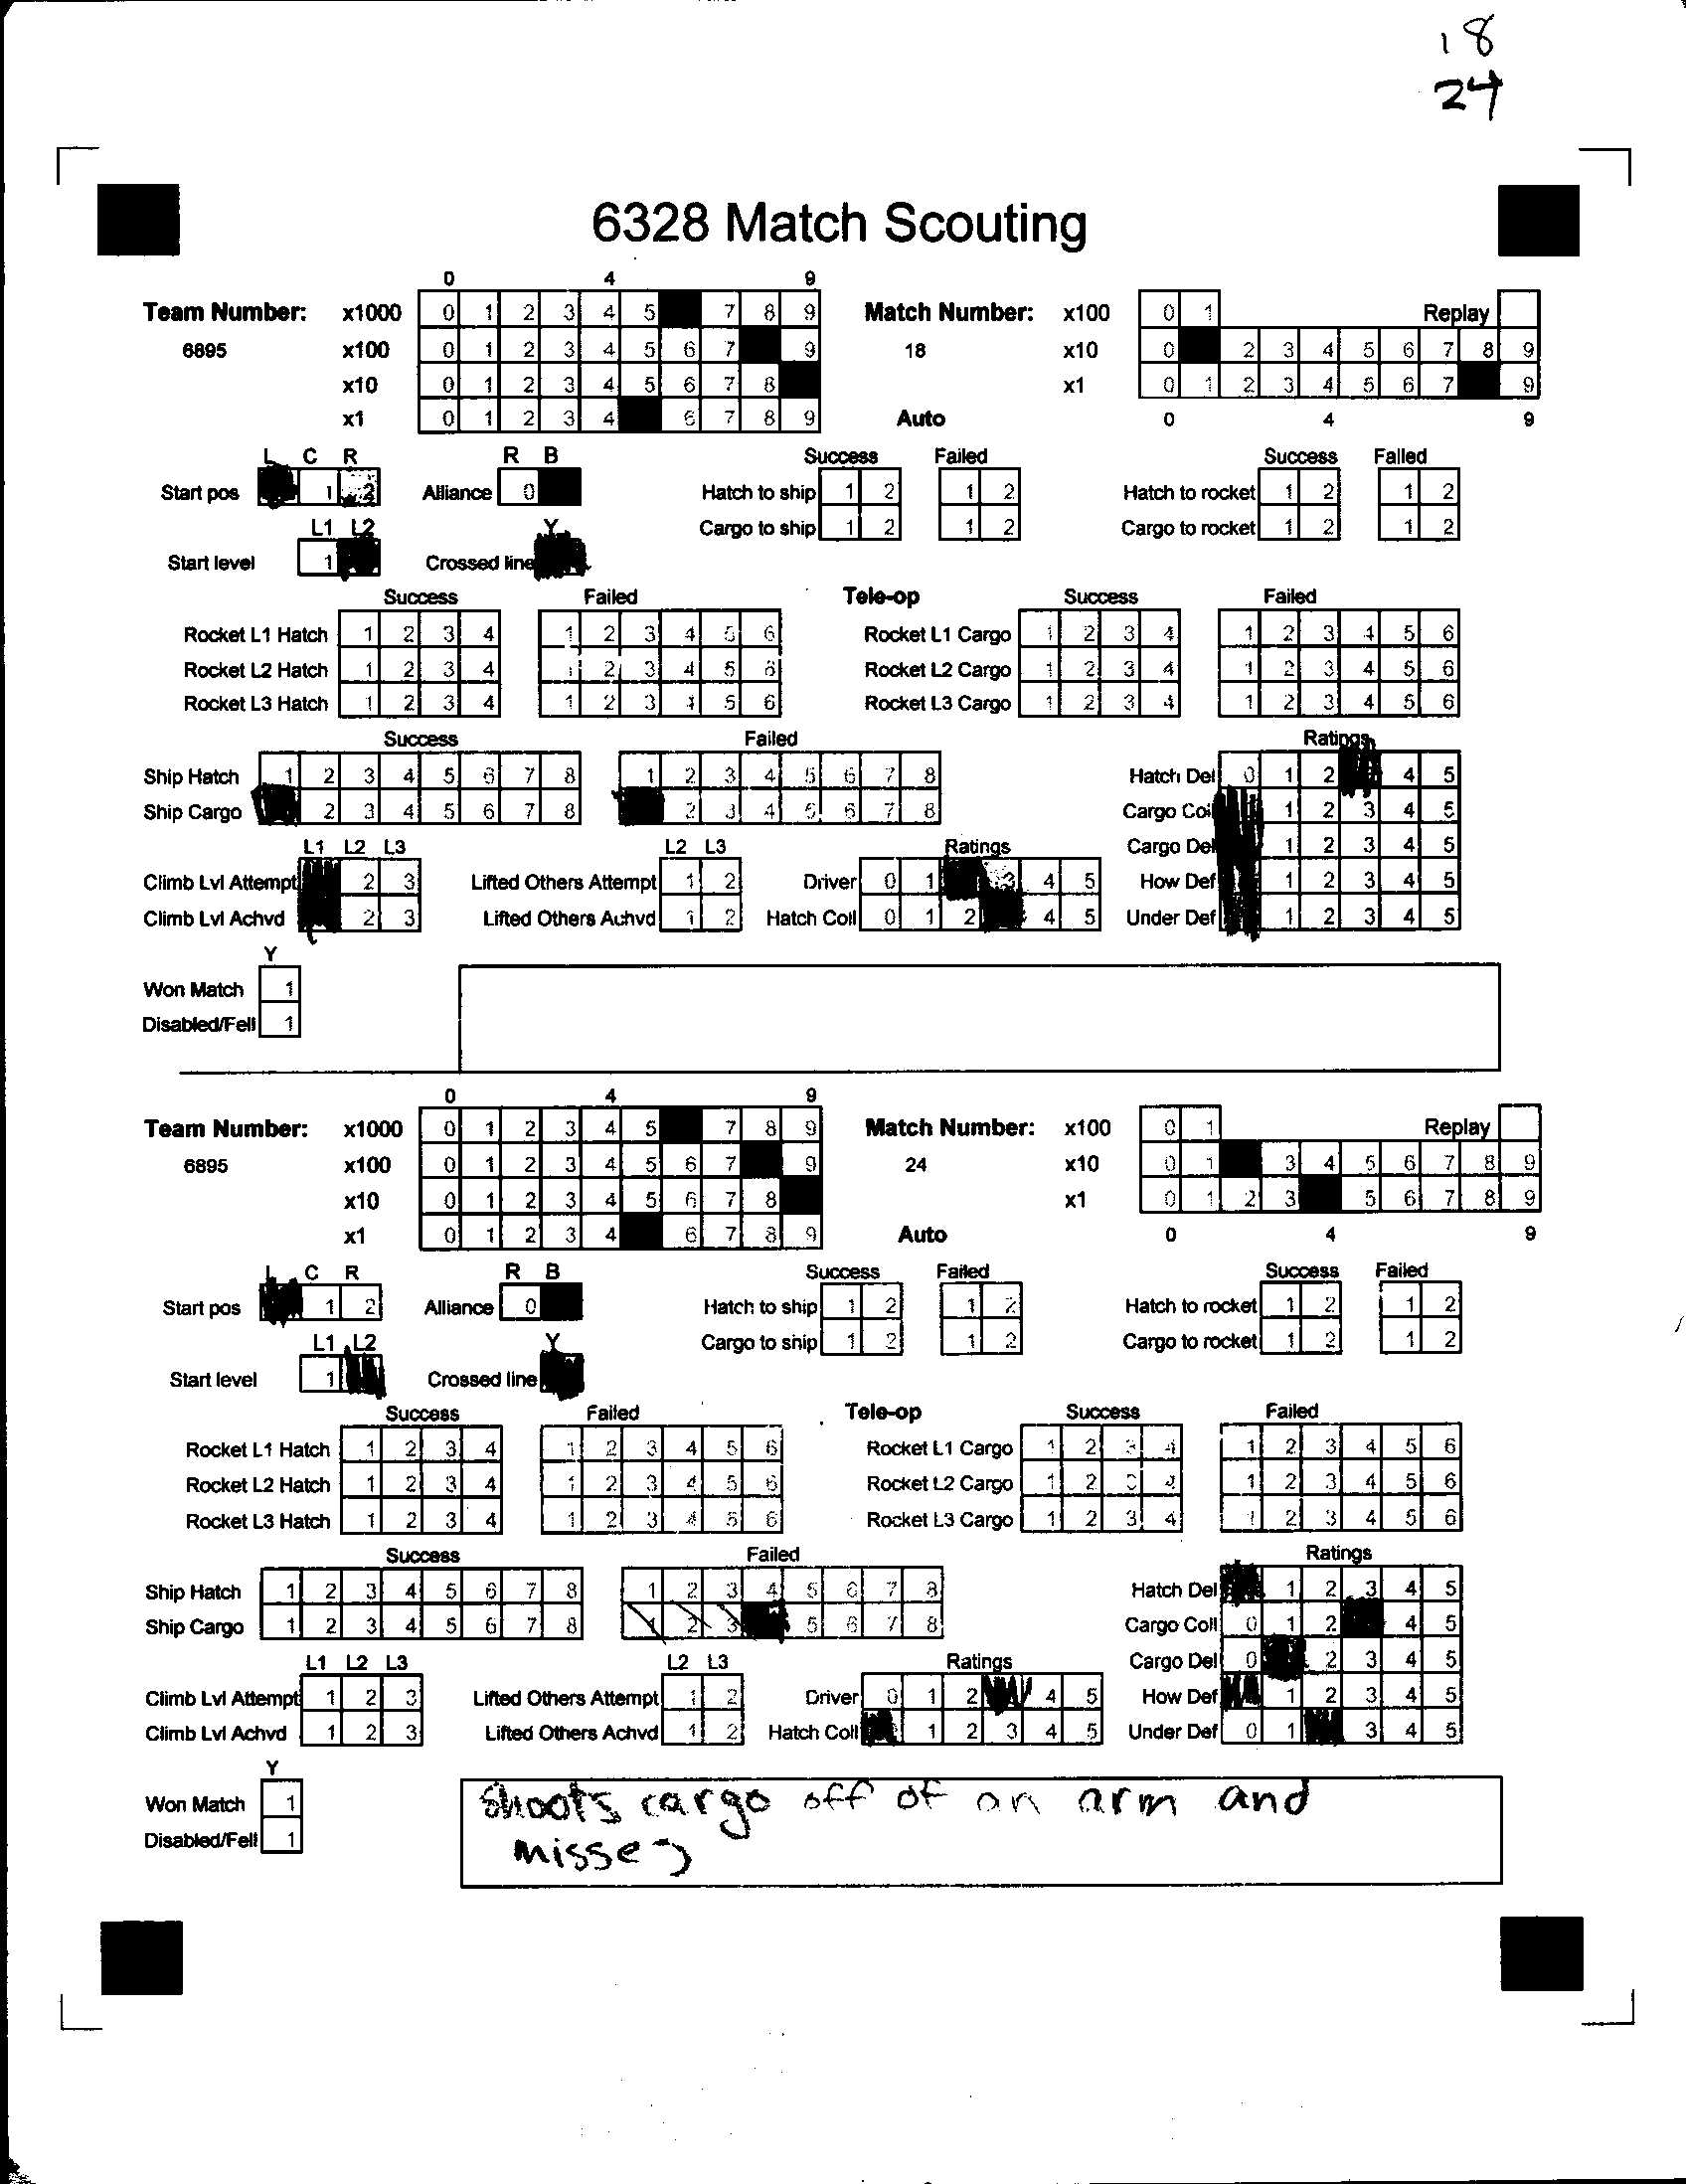 18
24
6328 Match Scouting
0 4 9
Team Number: x1000 0 1 2 3 4 5 7 8 9 Match Number: x100 0 1 Replay
6895 x100 0 1 2 3 4 5 6 7 9 18 x10 0 2 3 4 5 6 7 8 9
x10 0 1 2 3 4 5 6 7 8 x1 0 1 2 3 4 5 6 7 9
x1 0 1 2 3 4 6 7 8 9 Auto 0 4 9
L C R R B Success Failed Success Failed
Start pos 1 2 Alliance 0 Hatch to ship 1 2 1 2 Hatch to rocket 1 2 1 2
L1 L2 Y Cargo to ship 1 2 1 2 Cargo to rocket 1 2 1 2
Start level 1 Crossed line
Success Failed Tele-op Success Failed
Rocket L1 Hatch 1 2 3 4 1 2 3 4 5 6 Rocket L1 Cargo 1 2 3 4 1 2 3 4 5 6
Rocket L2 Hatch 1 2 3 4 1 2 3 4 5 6 Rocket L2 Cargo 1 2 3 4 1 2 3 4 5 6
Rocket L3 Hatch 1 2 3 4 1 2 3 4 5 6 Rocket L3 Cargo 1 2 3 4 1 2 3 4 5 6
Success Failed Ratings
Ship Hatch 1 2 3 4 5 6 7 8 1 2 3 4 5 6 7 8 Hatch Del 0 1 2 4 5
Ship Cargo 2 3 4 5 6 7 8 2 3 4 5 6 7 8 Cargo Coll 1 2 3 4 5
L1 L2 L3 L2 L3 Ratings Cargo Del 1 2 3 4 5
Climb Lvl Attempt 2 3 Lifted Others Attempt 1 2 Driver 0 1 3 4 5 How Def 1 2 3 4 5
Climb Lvl Achvd 2 3 Lifted Others Achvd 1 2 Hatch Coll 0 1 2 4 5 Under Def 1 2 3 4 5
Y
Won Match 1
Disabled/Fell 1
0 4 9
Team Number: x1000 0 1 2 3 4 5 7 8 9 Match Number: x100 0 1 Replay
6895 x100 0 1 2 3 4 5 6 7 9 24 x10 0 1 3 4 5 6 7 8 9
x10 0 1 2 3 4 5 6 7 8 x1 0 1 2 3 5 6 7 8 9
x1 0 1 2 3 4 6 7 8 9 Auto 0 4 9
L C R R B Success Failed Success Failed
Start pos 1 2 Alliance 0 Hatch to ship 1 2 1 2 Hatch to rocket 1 2 1 2
L1 L2 Y Cargo to ship 1 2 1 2 Cargo to rocket 1 2 1 2
Start level 1 Crossed line
Success Failed Tele-op Success Failed
Rocket L1 Hatch 1 2 3 4 1 2 3 4 5 6 Rocket L1 Cargo 1 2 3 4 1 2 3 4 5 6
Rocket L2 Hatch 1 2 3 4 1 2 3 4 5 6 Rocket L2 Cargo 1 2 3 4 1 2 3 4 5 6
Rocket L3 Hatch 1 2 3 4 1 2 3 4 5 6 Rocket L3 Cargo 1 2 3 4 1 2 3 4 5 6
Success Failed Ratings
Ship Hatch 1 2 3 4 5 6 7 8 1 2 3 4 5 6 7 8 Hatch Del 1 2 3 4 5
Ship Cargo 1 2 3 4 5 6 7 8 1 2 3 5 6 7 8 Cargo Coll 0 1 2 4 5
L1 L2 L3 L2 L3 Ratings Cargo Del 0 2 3 4 5
Climb Lvl Attempt 1 2 3 Lifted Others Attempt 1 2 Driver 0 1 2 4 5 How Def 1 2 3 4 5
Climb Lvl Achvd 1 2 3 Lifted Others Achvd 1 2 Hatch Coll 1 2 3 4 5 Under Def 0 1 3 4 5
Y
Won Match 1
Disabled/Fell 1
Shoots cargo off of an arm and
misses